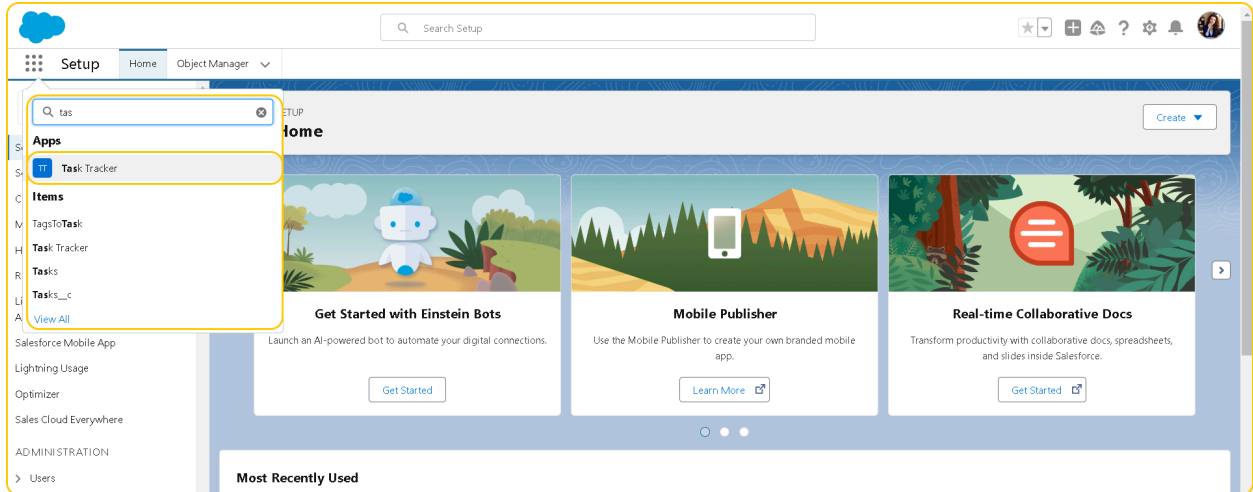 Search Setup
Setup
Home
Object Manager
tas
Apps
TT
Task Tracker
Items
TagsToTask
Task Tracker
Tasks
Tasks__c
View All
Salesforce Mobile App
Lightning Usage
Optimizer
Sales Cloud Everywhere
ADMINISTRATION
Users
ETUP
Home
Create
Get Started with Einstein Bots
Launch an AI-powered bot to automate your digital connections.
Get Started
Mobile Publisher
Use the Mobile Publisher to create your own branded mobile
app.
Learn More
Real-time Collaborative Docs
Transform productivity with collaborative docs, spreadsheets,
and slides inside Salesforce.
Get Started
Most Recently Used